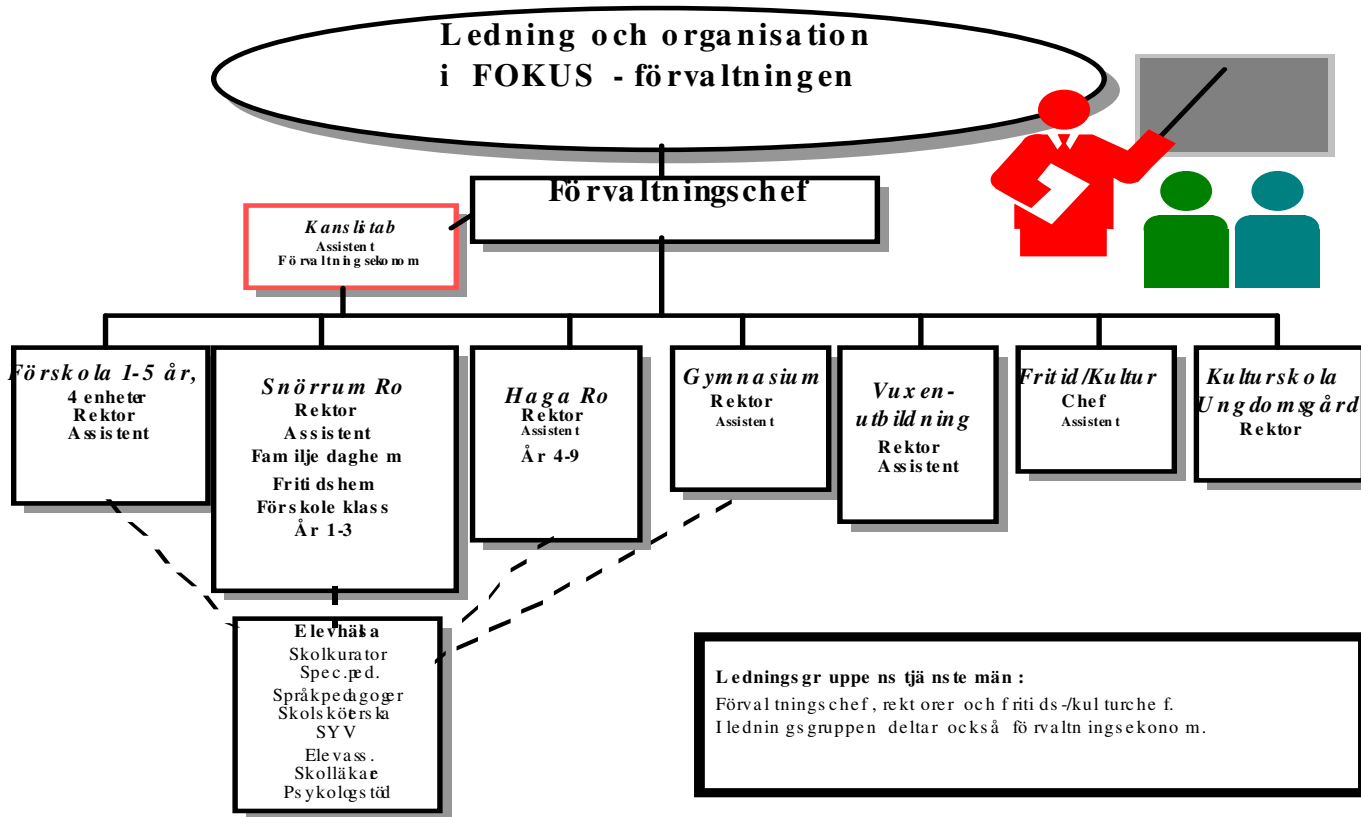 Ledning och organisation
i FOKUS - förvaltningen
Förvaltningschef
Kanslistab
Assistent
Förvaltningsekonom
Förskola 1-5 år,
4 enheter
Rektor
Assistent
Snörrum Ro
Rektor
Assistent
Familjedaghem
Fritidshem
Förskoleklass
År 1-3
Haga Ro
Rektor
Assistent
År 4-9
Gymnasium
Rektor
Assistent
Vuxen-
utbildning
Rektor
Assistent
Fritid/Kultur
Chef
Assistent
Kulturskola
Ungdomsgård
Rektor
Elevhälsa
Skolkurator
Spec.ped.
Språkpedagoger
Skolsköterska
SYV
Elevass.
Skolläkare
Psykologstöd
Ledningsgruppens tjänstemän:
Förvaltningschef, rektorer och fritids-/kulturchef.
I ledningsgruppen deltar också förvaltningsekonom.